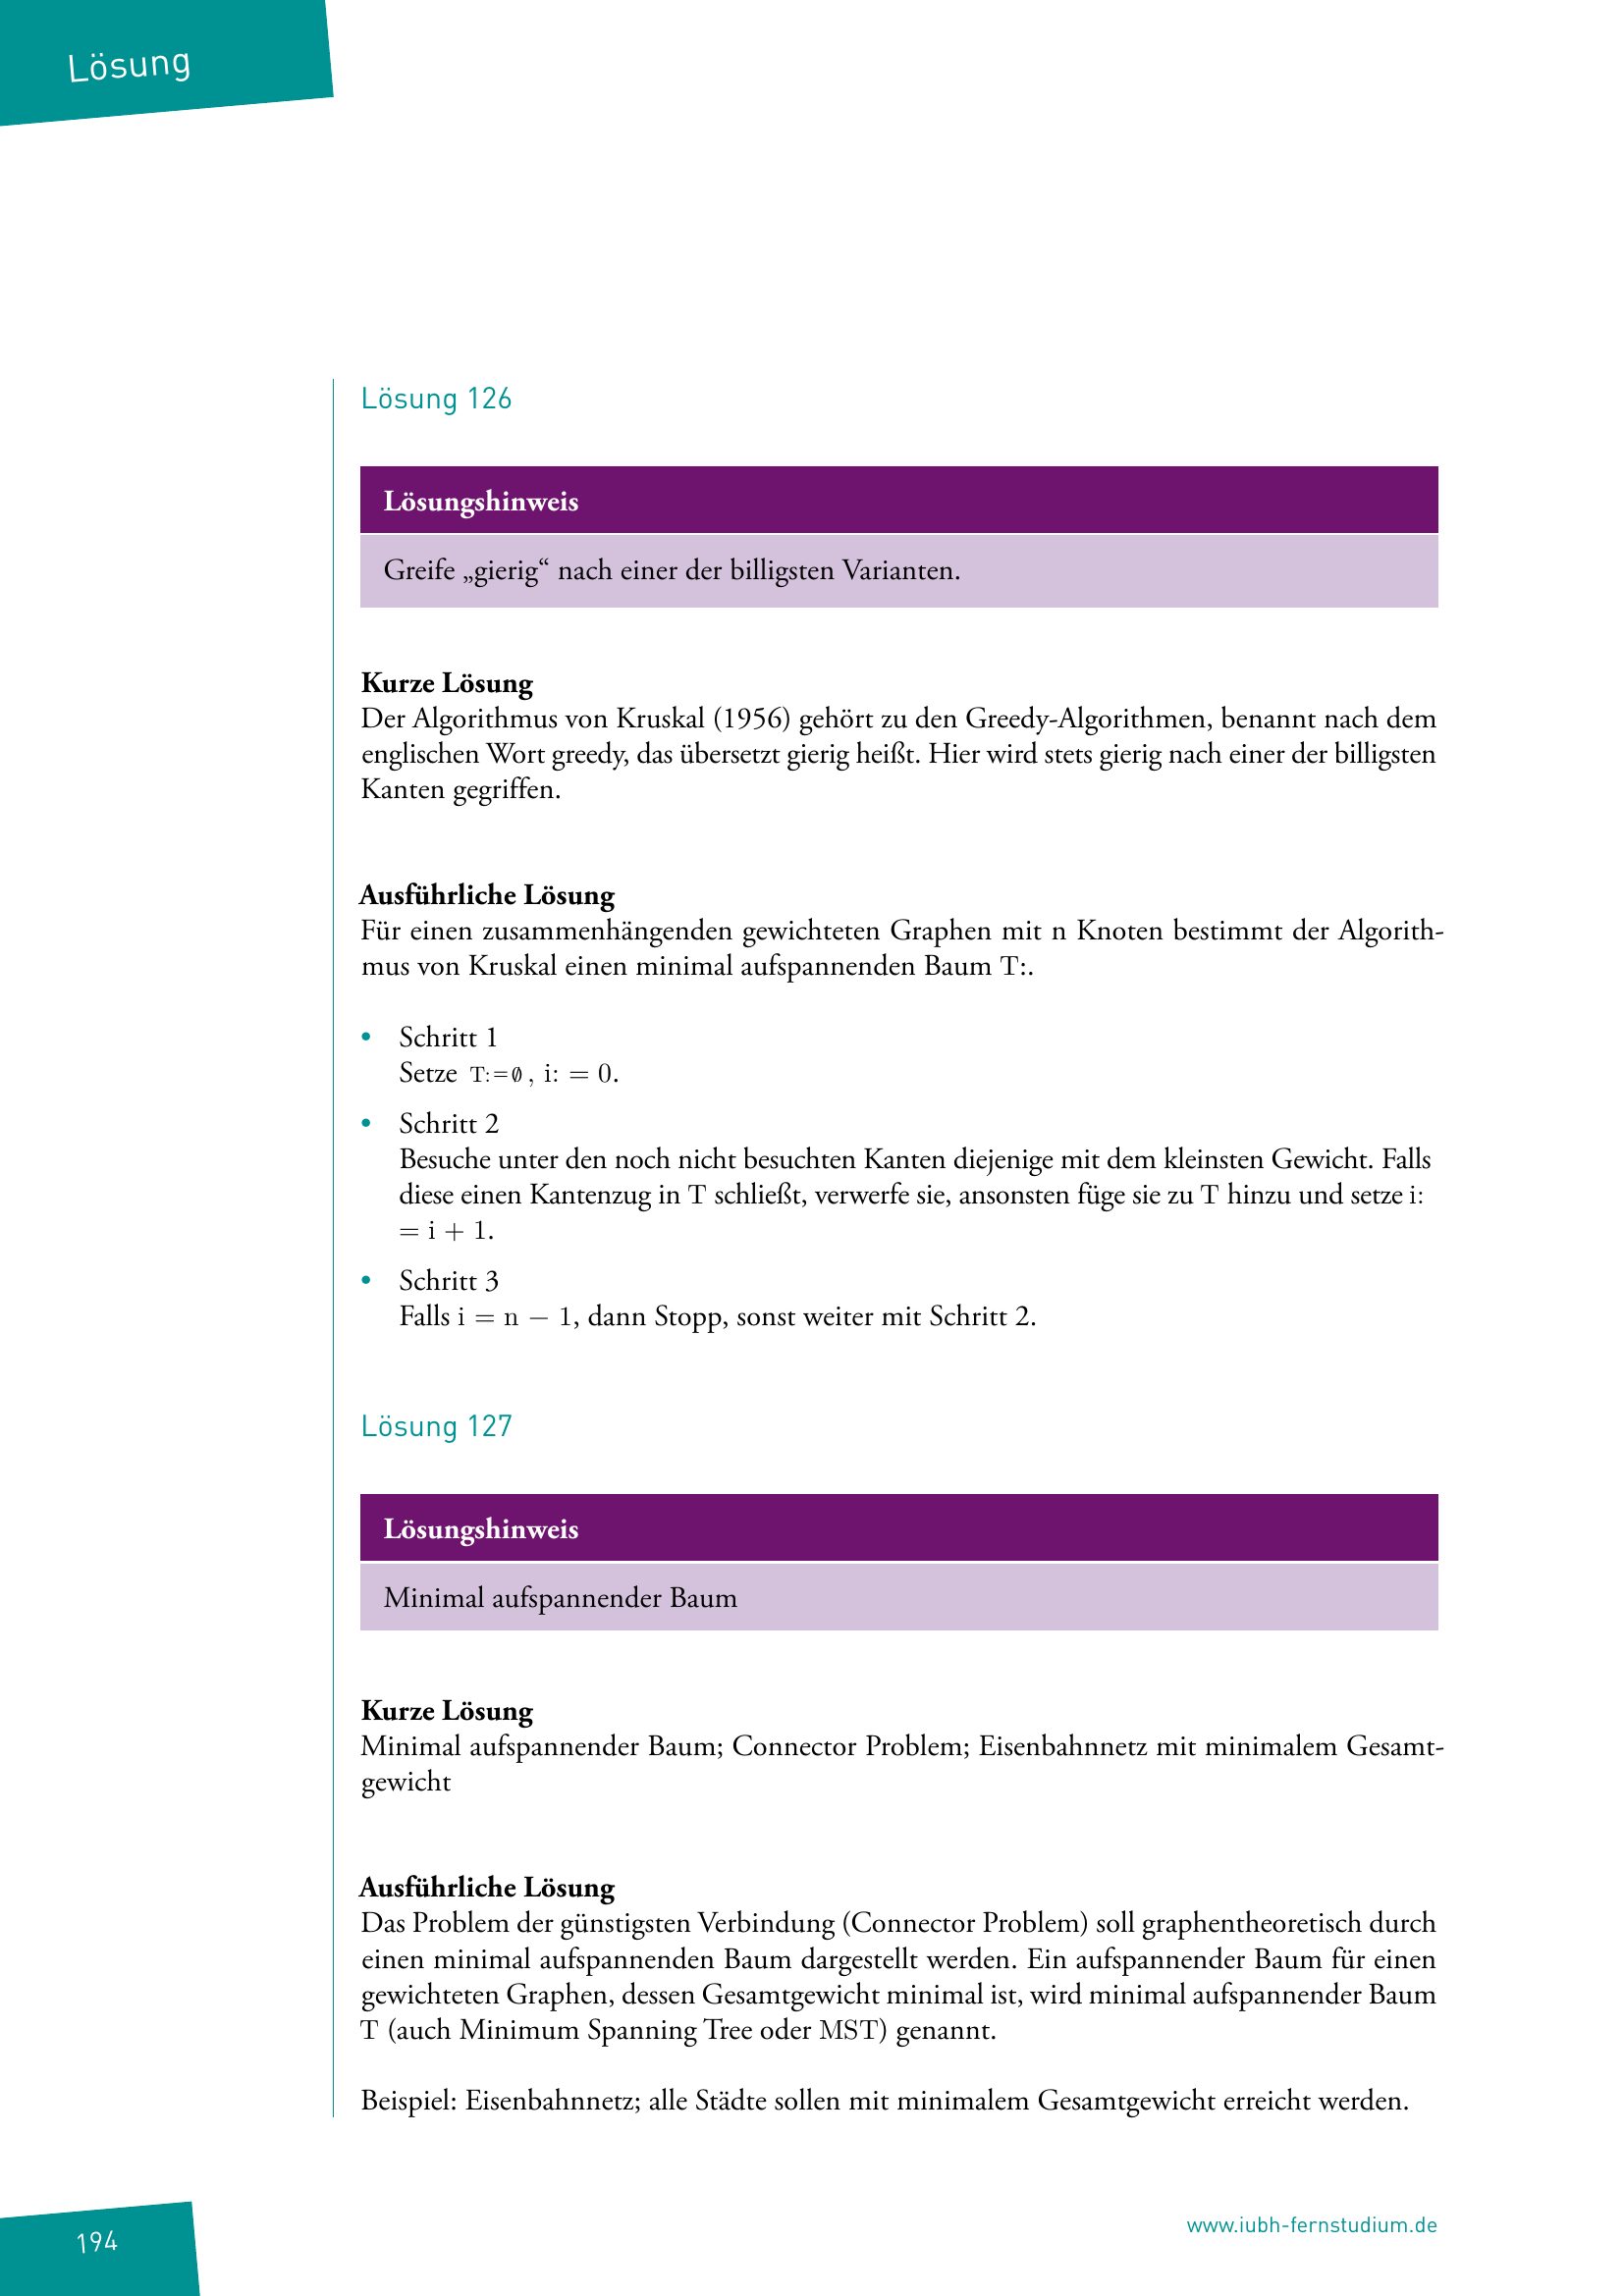 Lösung
Lösung 126
Lösungshinweis
Greife „gierig“ nach einer der billigsten Varianten.
Kurze Lösung
Der Algorithmus von Kruskal (1956) gehört zu den Greedy-Algorithmen, benannt nach dem
englischen Wort greedy, das übersetzt gierig heißt. Hier wird stets gierig nach einer der billigsten
Kanten gegriffen.
Ausführliche Lösung
Für einen zusammenhängenden gewichteten Graphen mit n Knoten bestimmt der Algorith-
mus von Kruskal einen minimal aufspannenden Baum T:.
• Schritt 1
Setze T:=∅, i: = 0.
• Schritt 2
Besuche unter den noch nicht besuchten Kanten diejenige mit dem kleinsten Gewicht. Falls
diese einen Kantenzug in T schließt, verwerfe sie, ansonsten füge sie zu T hinzu und setze i:
= i + 1.
• Schritt 3
Falls i = n − 1, dann Stopp, sonst weiter mit Schritt 2.
Lösung 127
Lösungshinweis
Minimal aufspannender Baum
Kurze Lösung
Minimal aufspannender Baum; Connector Problem; Eisenbahnnetz mit minimalem Gesamt-
gewicht
Ausführliche Lösung
Das Problem der günstigsten Verbindung (Connector Problem) soll graphentheoretisch durch
einen minimal aufspannenden Baum dargestellt werden. Ein aufspannender Baum für einen
gewichteten Graphen, dessen Gesamtgewicht minimal ist, wird minimal aufspannender Baum
T (auch Minimum Spanning Tree oder MST) genannt.
Beispiel: Eisenbahnnetz; alle Städte sollen mit minimalem Gesamtgewicht erreicht werden.
194
www.iubh-fernstudium.de